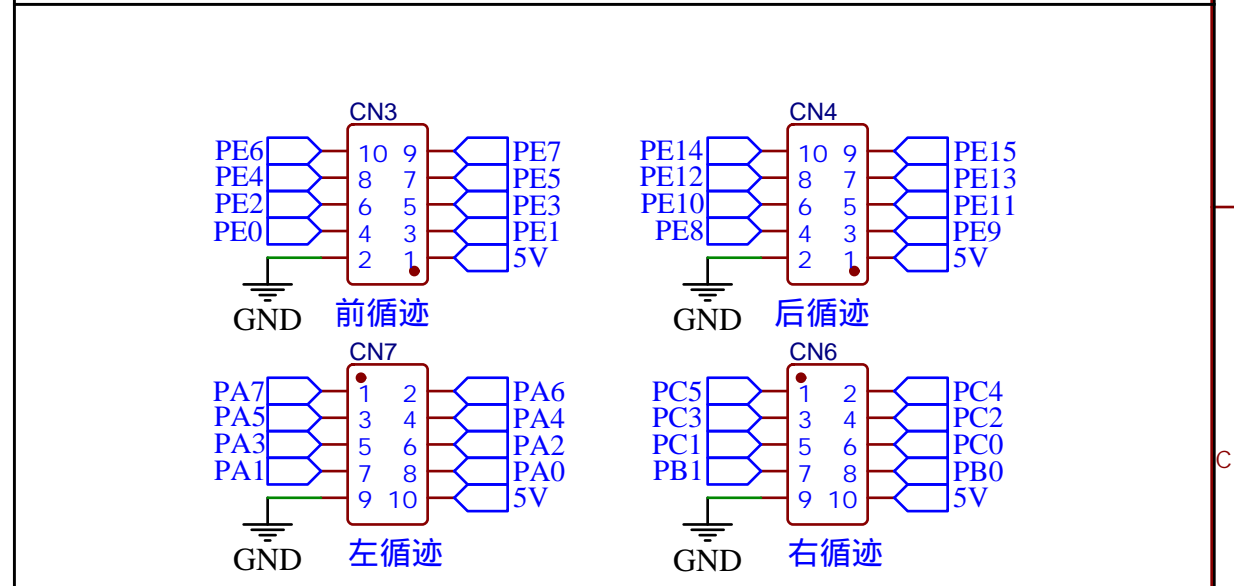 CN3
PE6 10 9 PE7
PE4 8 7 PE5
PE2 6 5 PE3
PE0 4 3 PE1
2 1 5V
GND 前循迹
CN4
PE14 10 9 PE15
PE12 8 7 PE13
PE10 6 5 PE11
PE8 4 3 PE9
2 1 5V
GND 后循迹
CN7
PA7 1 2 PA6
PA5 3 4 PA4
PA3 5 6 PA2
PA1 7 8 PA0
9 10 5V
GND 左循迹
CN6
PC5 1 2 PC4
PC3 3 4 PC2
PC1 5 6 PC0
PB1 7 8 PB0
9 10 5V
GND 右循迹
C